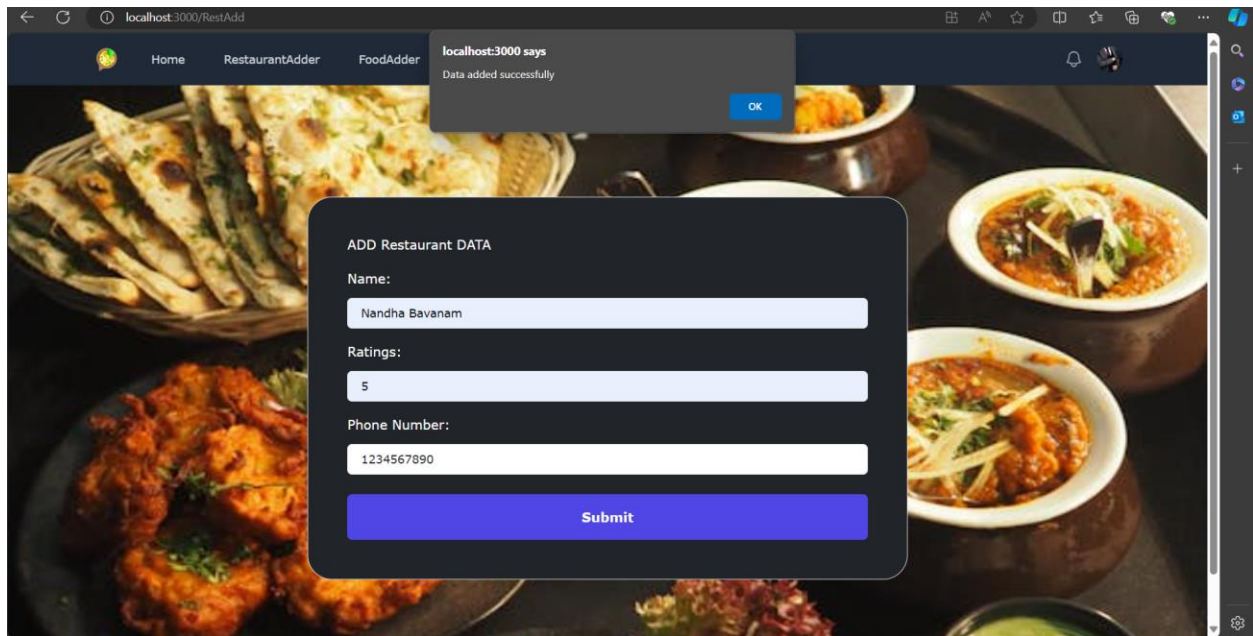 localhost:3000/RestAdd
localhost:3000 says
Data added successfully
OK
Home RestaurantAdder FoodAdder
ADD Restaurant DATA
Name:
Nandha Bavanam
Ratings:
5
Phone Number:
1234567890
Submit